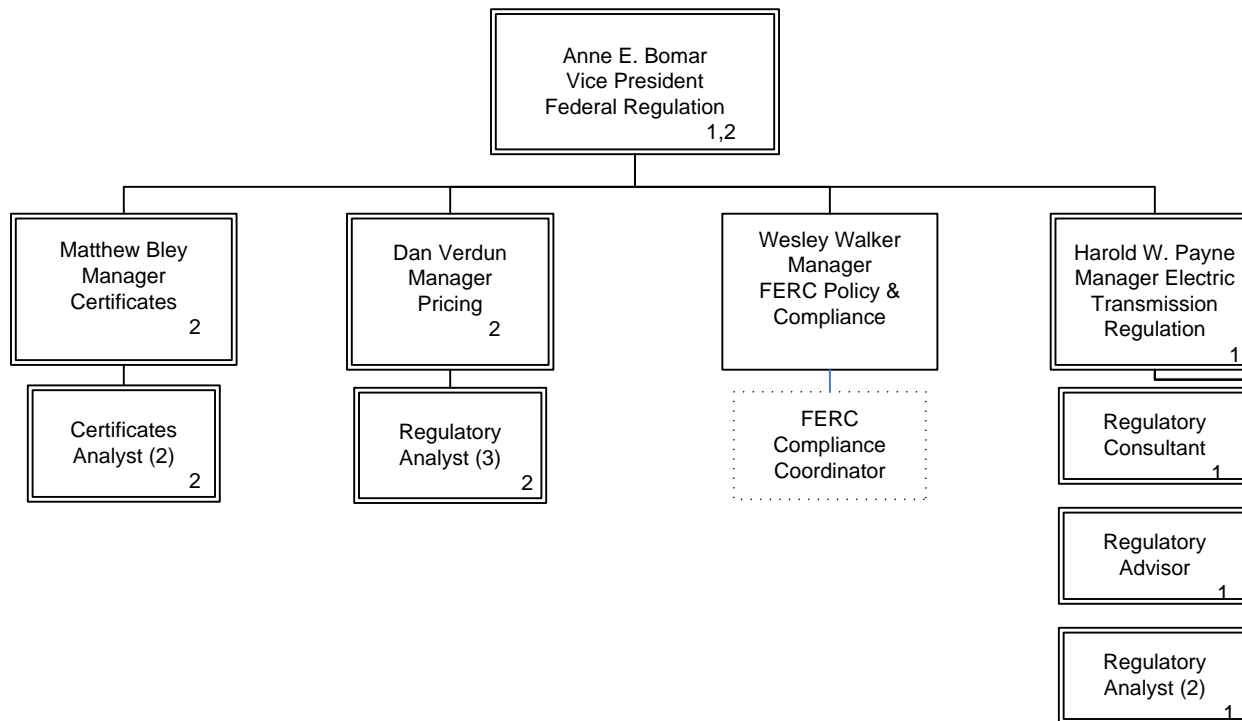 Anne E. Bomar
Vice President
Federal Regulation
1,2
Matthew Bley
Manager
Certificates
2
Dan Verdun
Manager
Pricing
2
Wesley Walker
Manager
FERC Policy &
Compliance
Harold W. Payne
Manager Electric
Transmission
Regulation
1
Certificates
Analyst (2)
2
Regulatory
Analyst (3)
2
FERC
Compliance
Coordinator
Regulatory
Consultant
1
Regulatory
Advisor
1
Regulatory
Analyst (2)
1